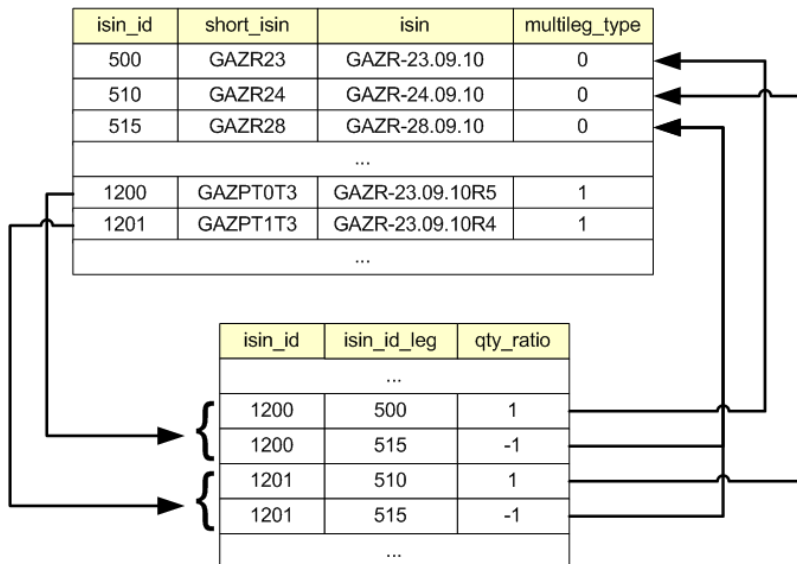 isin_id short_isin isin multileg_type
500 GAZR23 GAZR-23.09.10 0
510 GAZR24 GAZR-24.09.10 0
515 GAZR28 GAZR-28.09.10 0
...
1200 GAZPT0T3 GAZR-23.09.10R5 1
1201 GAZPT1T3 GAZR-23.09.10R4 1
...
isin_id isin_id_leg qty_ratio
...
1200 500 1
1200 515 -1
1201 510 1
1201 515 -1
...